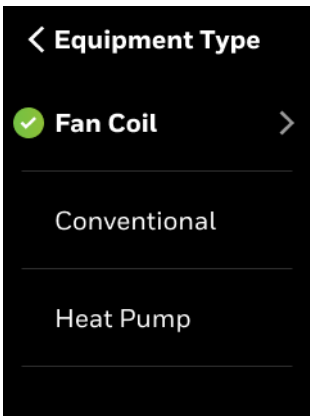 Equipment Type
Fan Coil
Conventional
Heat Pump